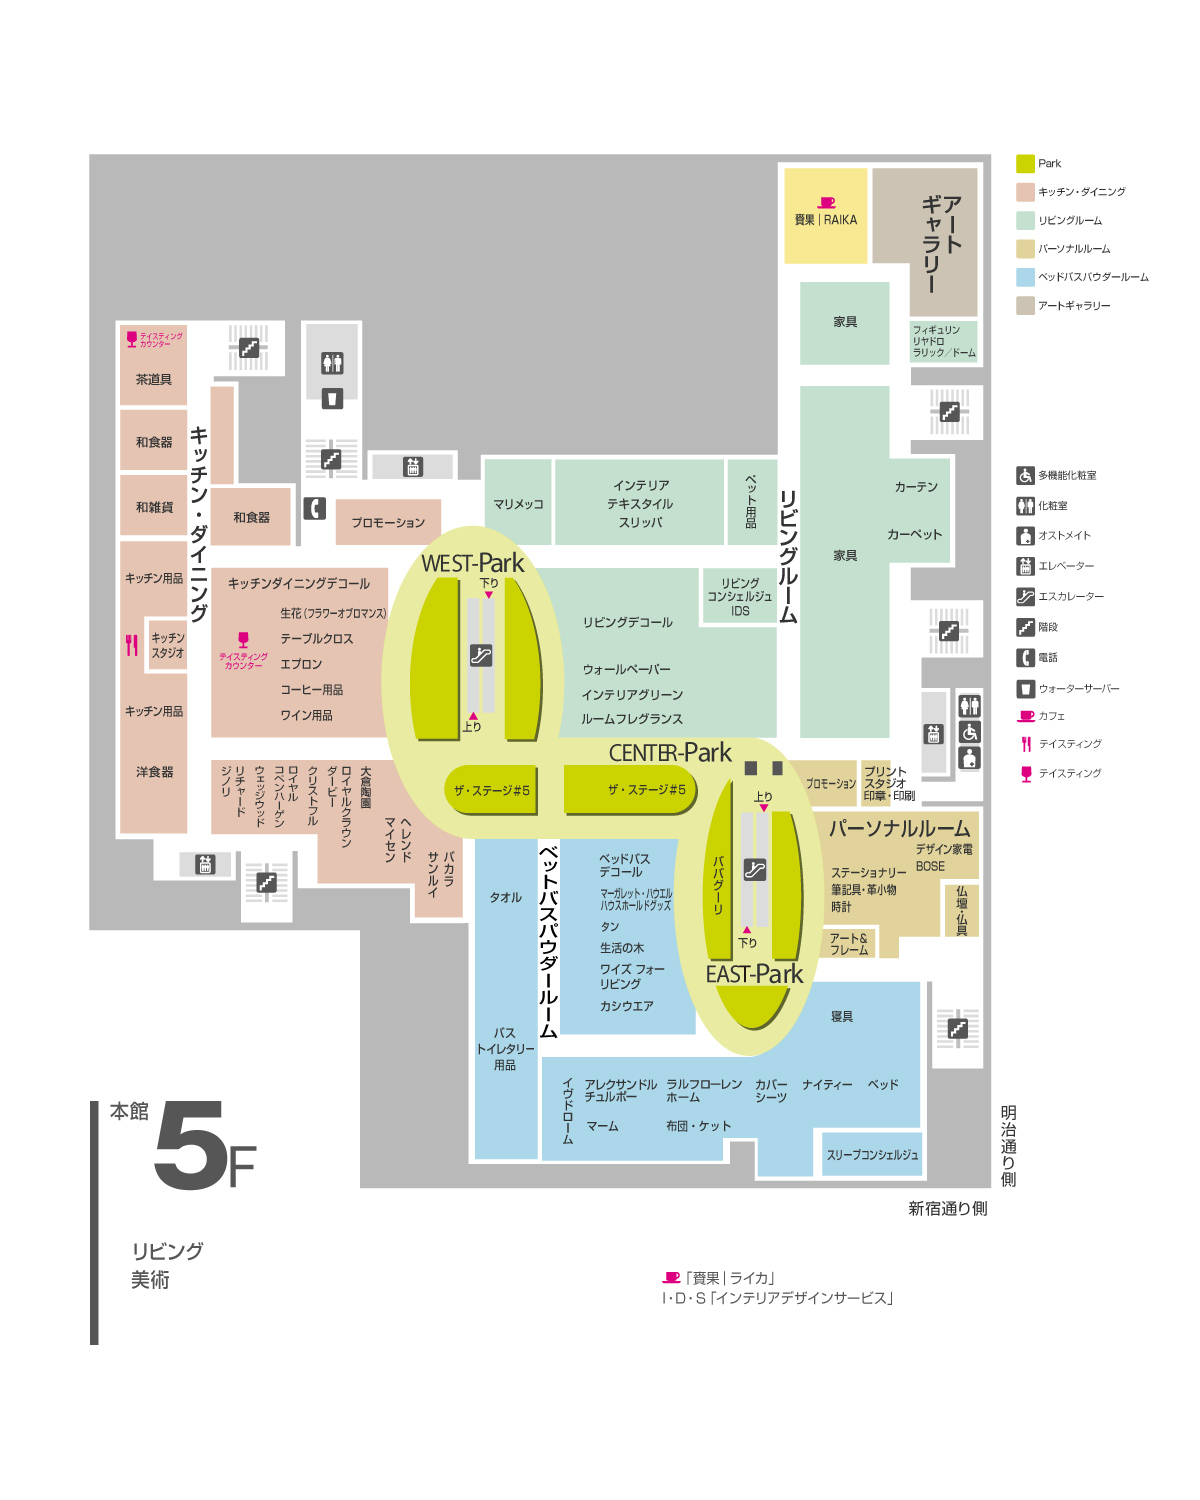 Park
キッチン・ダイニング
リビングルーム
パーソナルルーム
ベッドバスパウダールーム
アートギャラリー
多機能化粧室
化粧室
オストメイト
エレベーター
エスカレーター
階段
電話
ウォーターサーバー
カフェ
テイスティング
テイスティング
賚果｜RAIKA
アート
ギャラリー
家具
フィギュリン
リヤドロ
ラリック／ドーム
テイスティング
カウンター
茶道具
和食器
和雑貨
キッチン・ダイニング
和食器
プロモーション
キッチン用品
キッチン
スタジオ
キッチン用品
洋食器
キッチンダイニングデコール
生花（フラワーオブロマンス）
テーブルクロス
エプロン
コーヒー用品
ワイン用品
テイスティング
カウンター
マリメッコ
インテリア
テキスタイル
スリッパ
ペット用品
リビングルーム
家具
カーテン
カーペット
WEST-Park
下り
上り
リビング
コンシェルジュ
IDS
リビングデコール
ウォールペーパー
インテリアグリーン
ルームフレグランス
CENTER-Park
ザ・ステージ#5
ザ・ステージ#5
リチャード
ジノリ
ウェッジウッド
ロイヤル
コペンハーゲン
クリストフル
ロイヤルクラウン
ダービー
大倉陶園
ヘレンド
マイセン
バカラ
サンルイ
プロモーション
プリント
スタジオ
印章・印刷
パーソナルルーム
デザイン家電
BOSE
ステーショナリー
筆記具・革小物
時計
仏壇・仏具
アート&
フレーム
上り
ババグーリ
下り
EAST-Park
ベットバスパウダールーム
タオル
バス
トイレタリー
用品
ベッドバス
デコール
マーガレット・ハウエル
ハウスホールドグッズ
タン
生活の木
ワイズ フォー
リビング
カシウエア
寝具
イヴドローム
アレクサンドル
チュルポー
マーム
ラルフローレン
ホーム
布団・ケット
カバー
シーツ
ナイティー
ベッド
スリープコンシェルジュ
本館
5F
リビング
美術
明治通り側
新宿通り側
「賚果｜ライカ」
I・D・S「インテリアデザインサービス」